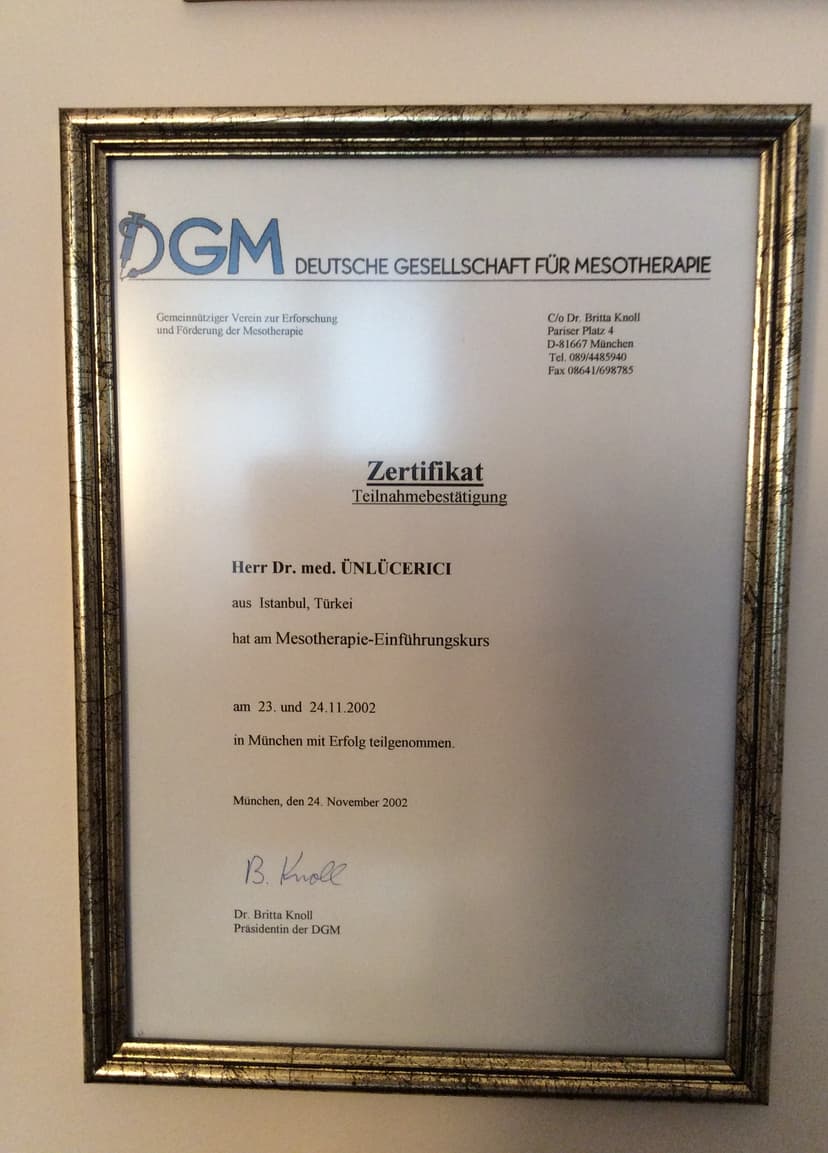 DGM DEUTSCHE GESELLSCHAFT FÜR MESOTHERAPIE
Gemeinnütziger Verein zur Erforschung
und Förderung der Mesotherapie
C/o Dr. Britta Knoll
Pariser Platz 4
D-81667 München
Tel. 089/4485940
Fax 08641/698785
Zertifikat
Teilnahmebestätigung
Herr Dr. med. ÜNLÜCERICI
aus Istanbul, Türkei
hat am Mesotherapie-Einführungskurs
am 23. und 24.11.2002
in München mit Erfolg teilgenommen.
München, den 24. November 2002
B. Knoll
Dr. Britta Knoll
Präsidentin der DGM